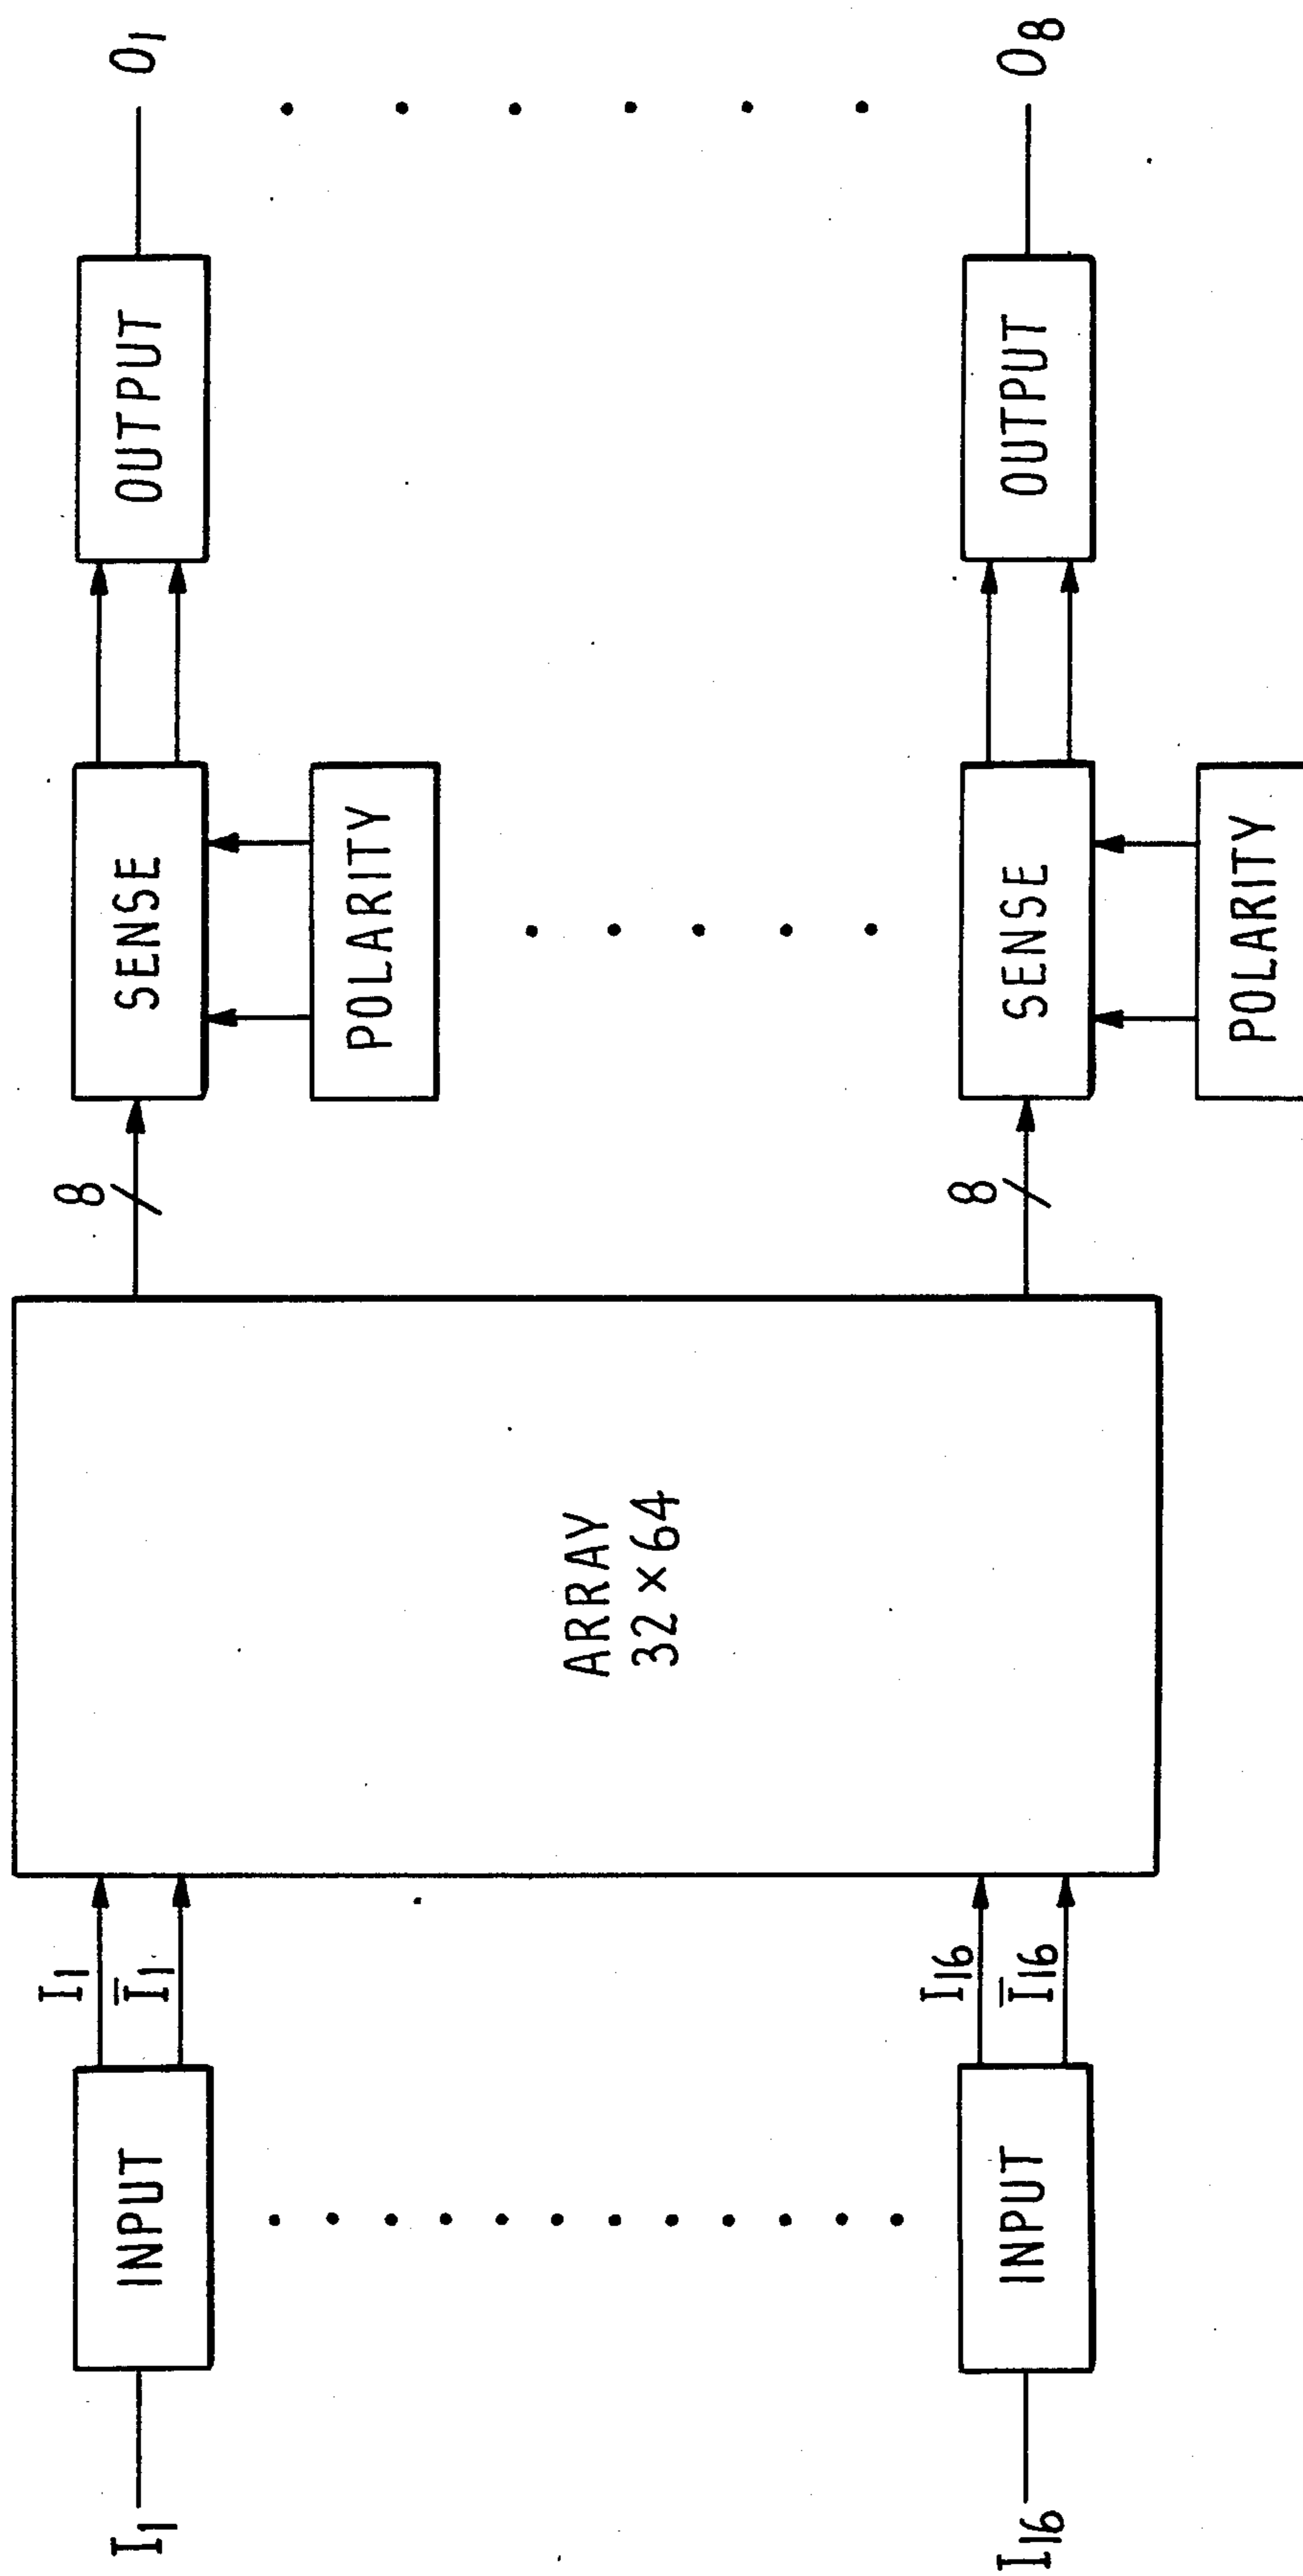 I₁
INPUT
I₁
Ī₁
I₁₆
INPUT
I₁₆
Ī₁₆
ARRAY
32 × 64
8
SENSE
POLARITY
OUTPUT
O₁
8
SENSE
POLARITY
OUTPUT
O₈